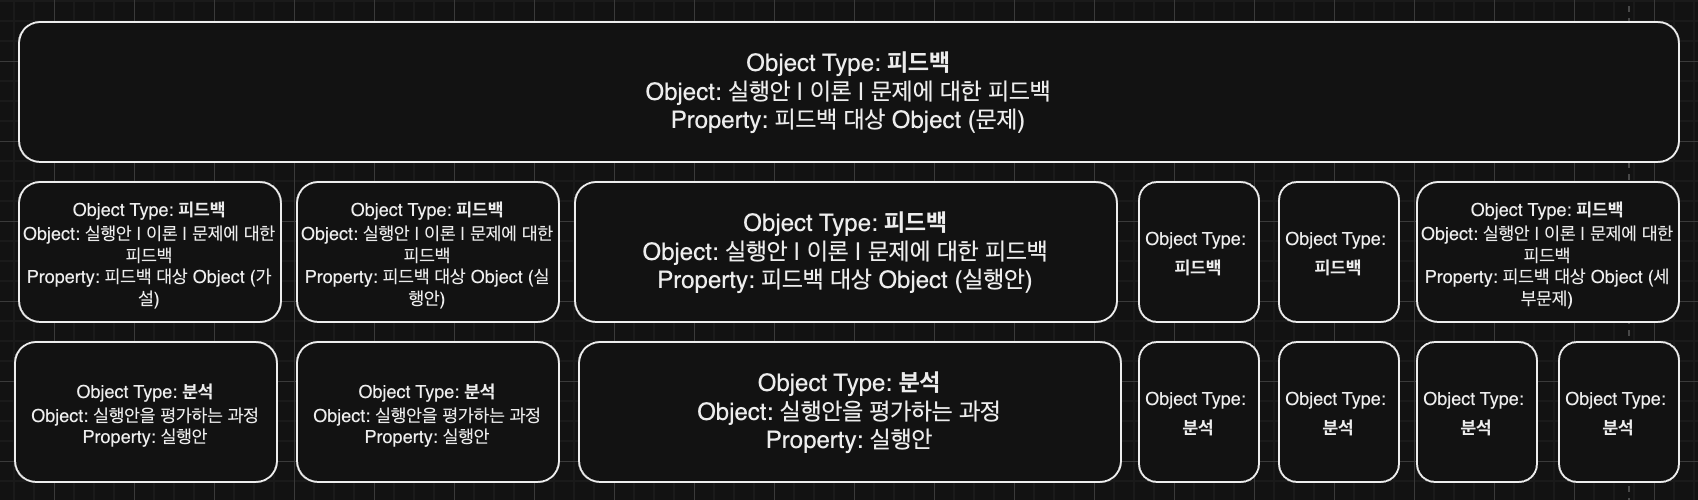 Object Type: 피드백
Object: 실행안 | 이론 | 문제에 대한 피드백
Property: 피드백 대상 Object (문제)
Object Type: 피드백
Object: 실행안 | 이론 | 문제에 대한
피드백
Property: 피드백 대상 Object (가
설)
Object Type: 피드백
Object: 실행안 | 이론 | 문제에 대한
피드백
Property: 피드백 대상 Object (실
행안)
Object Type: 피드백
Object: 실행안 | 이론 | 문제에 대한 피드백
Property: 피드백 대상 Object (실행안)
Object Type:
피드백
Object Type:
피드백
Object Type: 피드백
Object: 실행안 | 이론 | 문제에 대한
피드백
Property: 피드백 대상 Object (세
부문제)
Object Type: 분석
Object: 실행안을 평가하는 과정
Property: 실행안
Object Type: 분석
Object: 실행안을 평가하는 과정
Property: 실행안
Object Type: 분석
Object: 실행안을 평가하는 과정
Property: 실행안
Object Type:
분석
Object Type:
분석
Object Type:
분석
Object Type:
분석